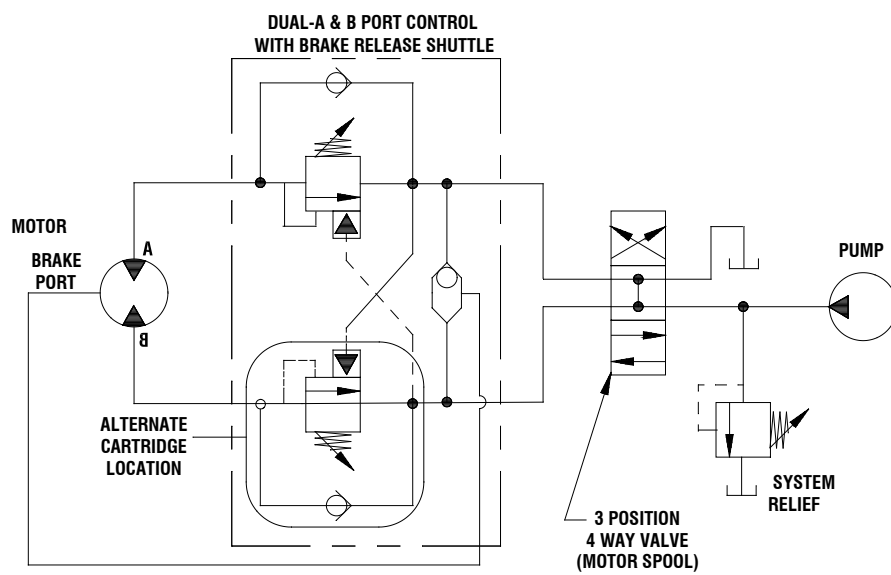 DUAL-A & B PORT CONTROL
WITH BRAKE RELEASE SHUTTLE
MOTOR
BRAKE
PORT
A
B
PUMP
ALTERNATE
CARTRIDGE
LOCATION
SYSTEM
RELIEF
3 POSITION
4 WAY VALVE
(MOTOR SPOOL)